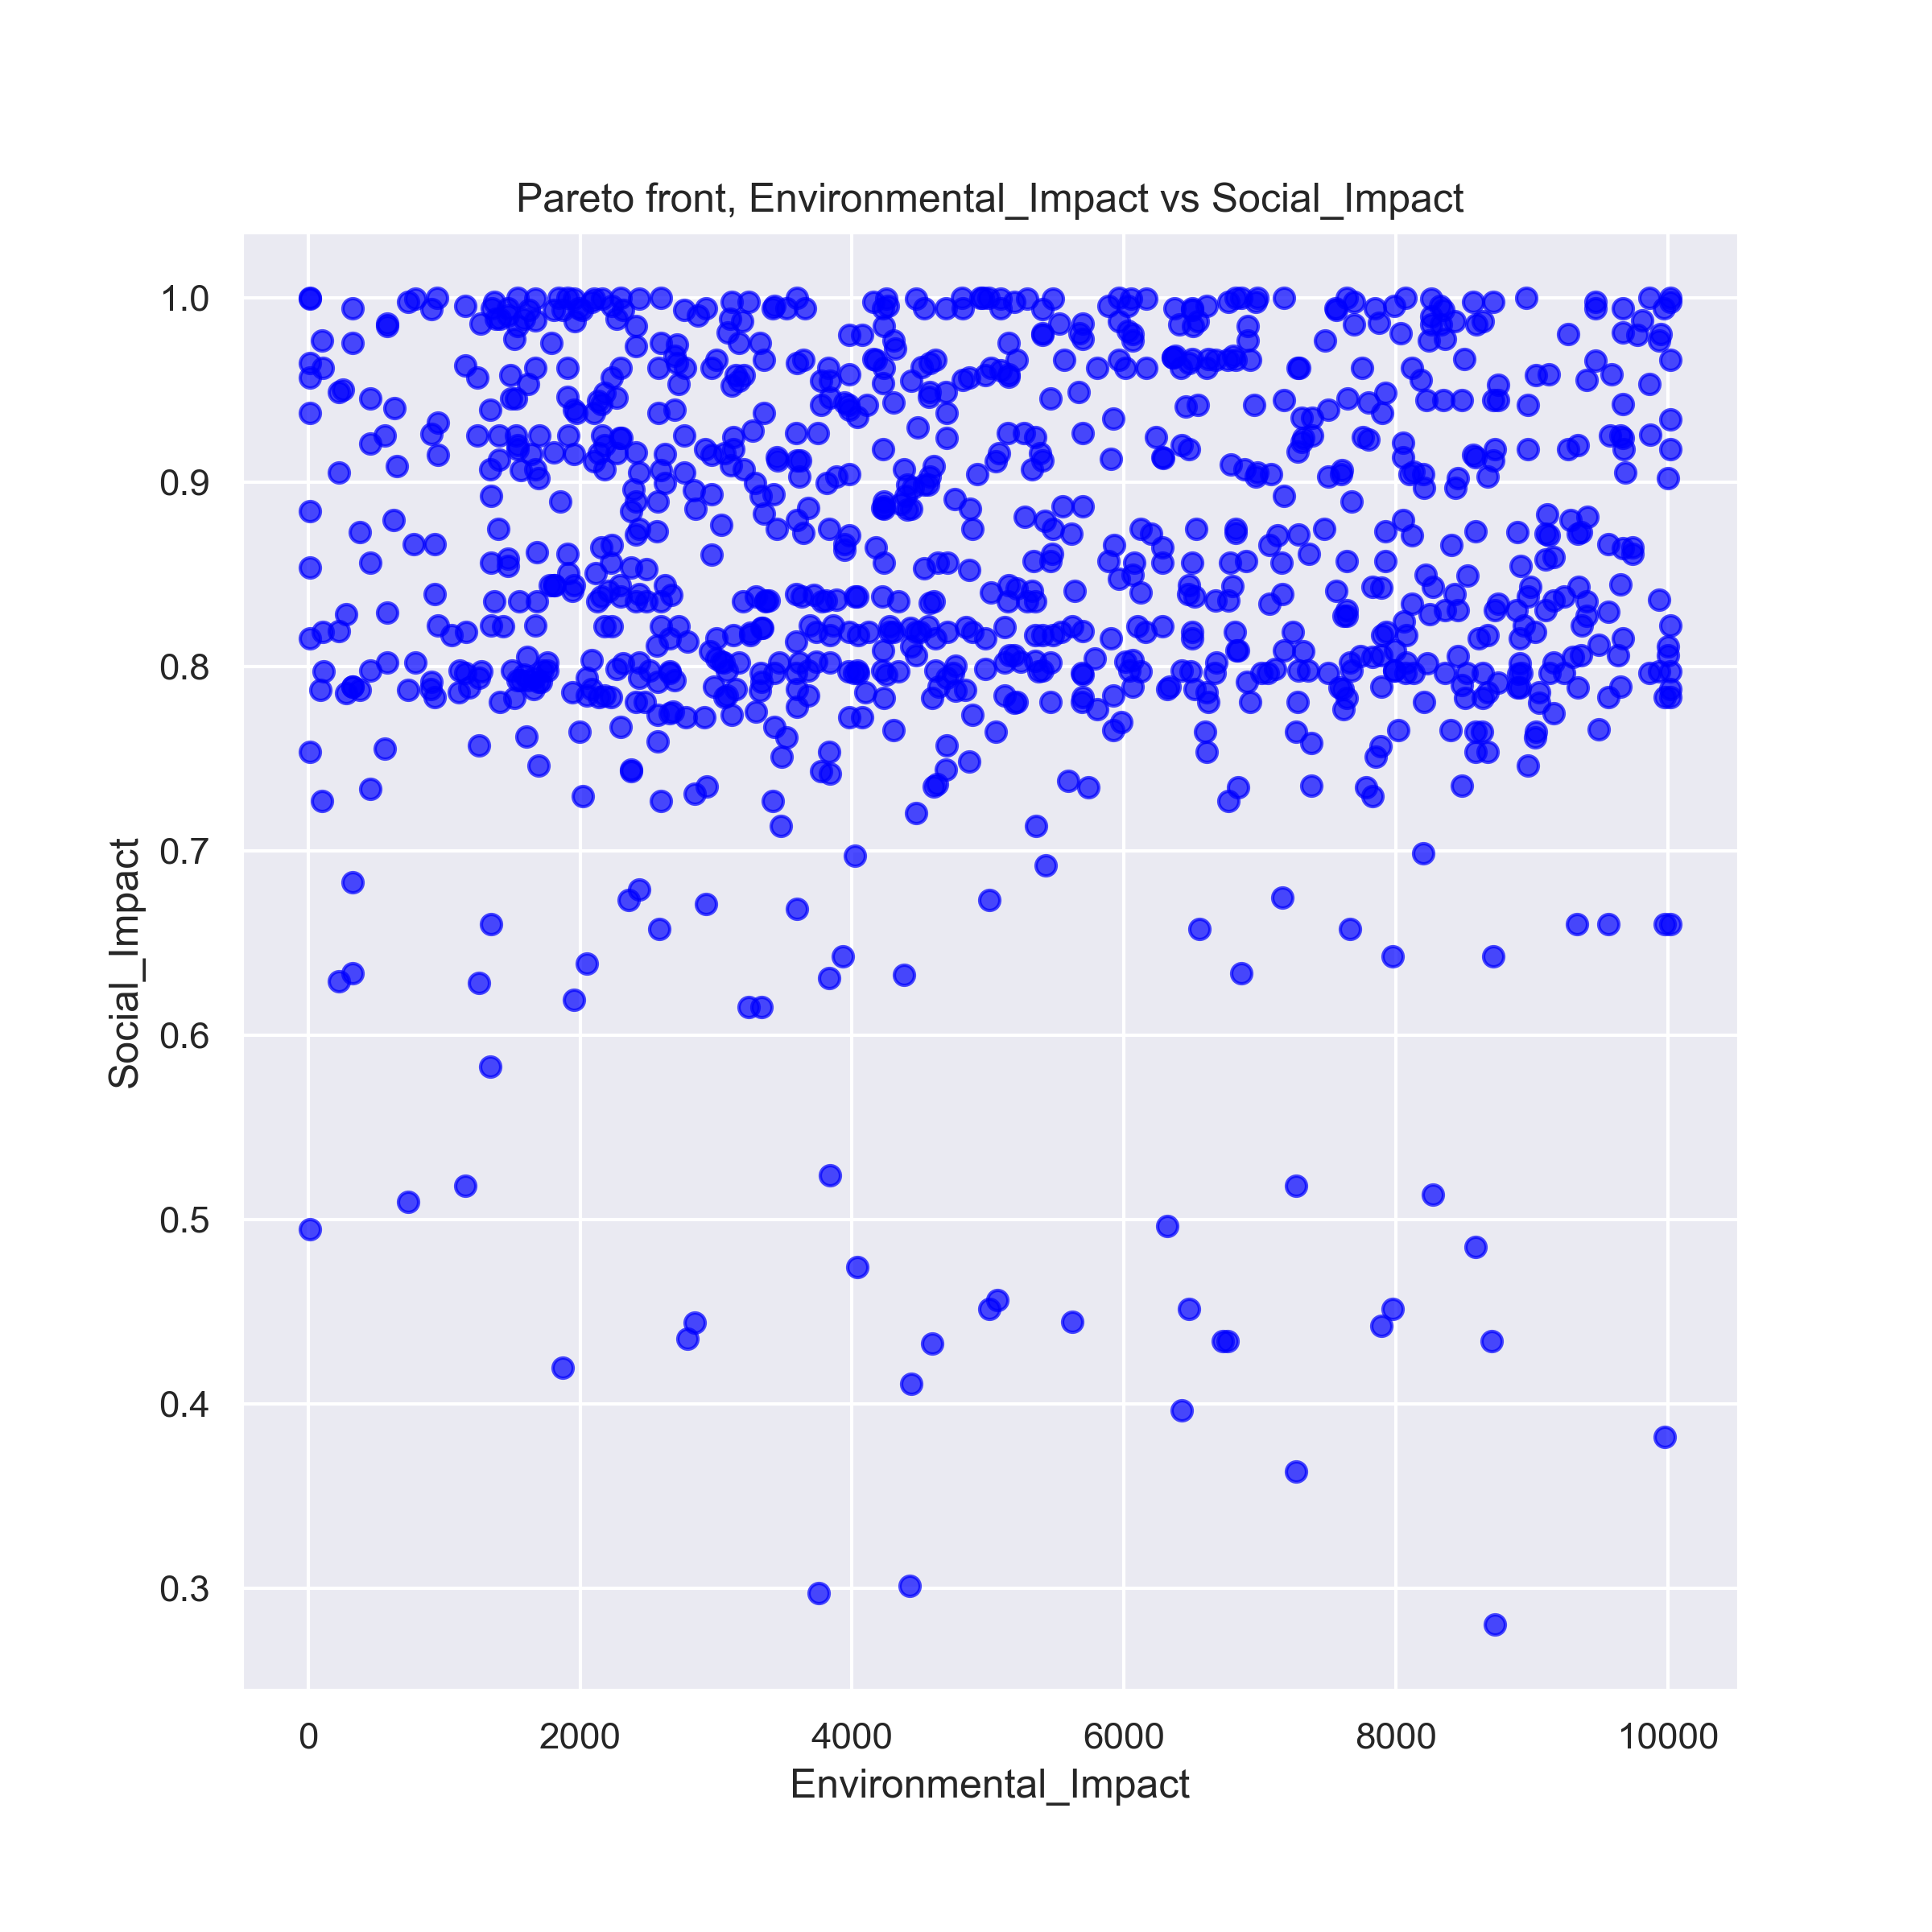 Pareto front, Environmental_Impact vs Social_Impact
1.0
0.9
0.8
0.7
0.6
0.5
0.4
0.3
Social_Impact
0 2000 4000 6000 8000 10000
Environmental_Impact